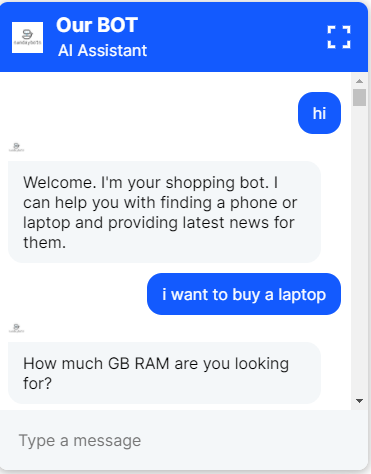 Our BOT
AI Assistant
hi
Welcome. I'm your shopping bot. I
can help you with finding a phone or
laptop and providing latest news for
them.
i want to buy a laptop
How much GB RAM are you looking
for?
Type a message